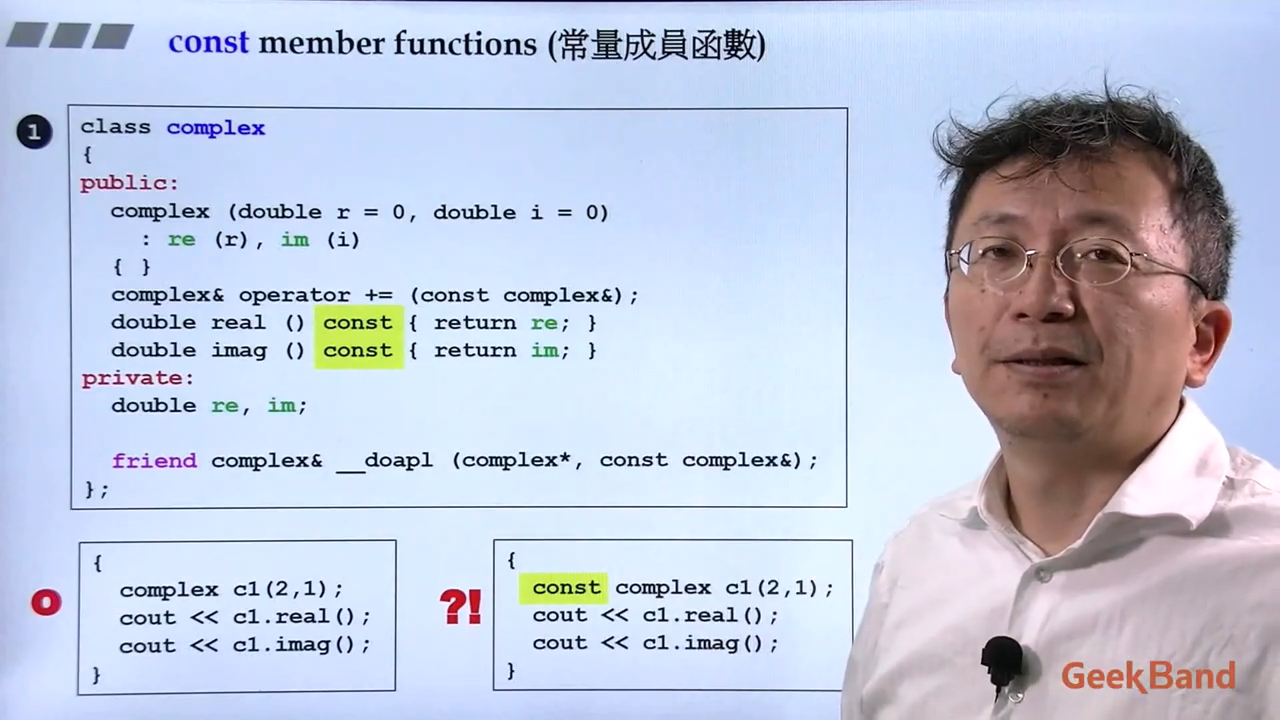 const member functions (常量成員函數)
1
class complex
{
public:
complex (double r = 0, double i = 0)
: re (r), im (i)
{ }
complex& operator += (const complex&);
double real () const { return re; }
double imag () const { return im; }
private:
double re, im;
friend complex& __doapl (complex*, const complex&);
};
O
{
complex c1(2,1);
cout << c1.real();
cout << c1.imag();
}
?!
{
const complex c1(2,1);
cout << c1.real();
cout << c1.imag();
}
GeekBand